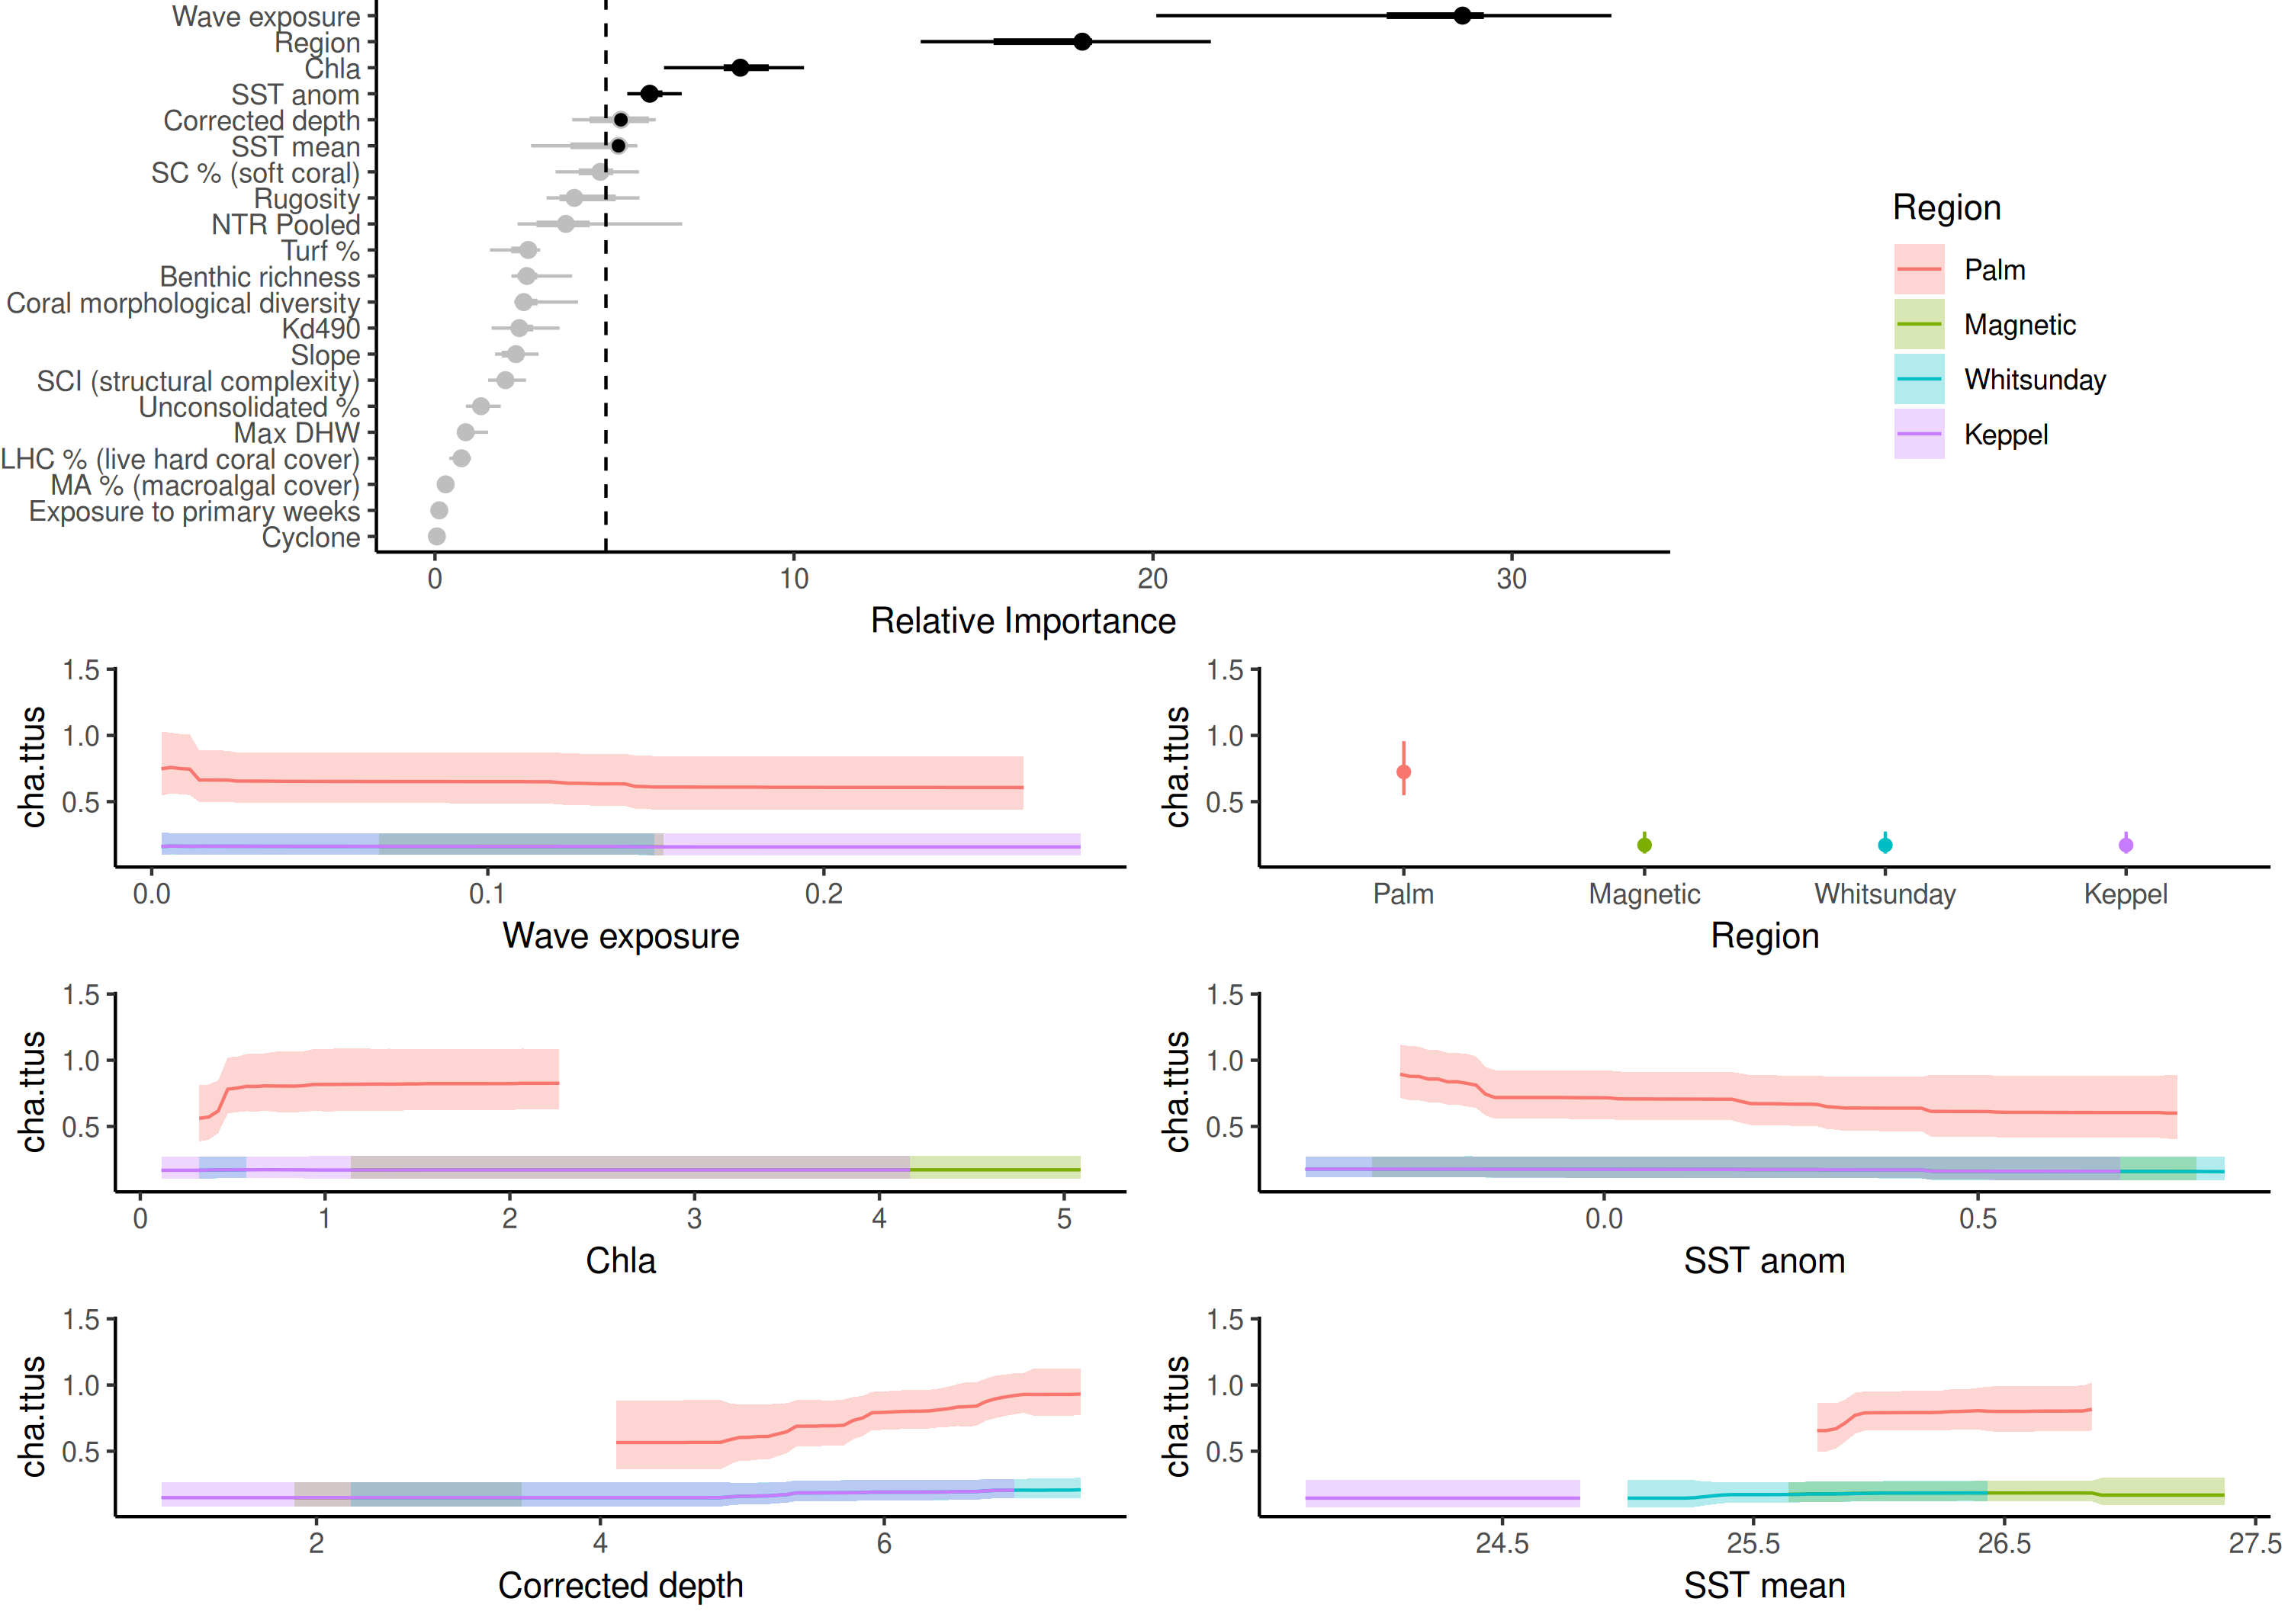 Wave exposure
Region
Chla
SST anom
Corrected depth
SST mean
SC % (soft coral)
Rugosity
NTR Pooled
Turf %
Benthic richness
Coral morphological diversity
Kd490
Slope
SCI (structural complexity)
Unconsolidated %
Max DHW
LHC % (live hard coral cover)
MA % (macroalgal cover)
Exposure to primary weeks
Cyclone
0 10 20 30
Relative Importance
Region
Palm
Magnetic
Whitsunday
Keppel
1.5
1.0
0.5
cha.ttus
0.0 0.1 0.2
Wave exposure
1.5
1.0
0.5
cha.ttus
Palm Magnetic Whitsunday Keppel
Region
1.5
1.0
0.5
cha.ttus
0 1 2 3 4 5
Chla
1.5
1.0
0.5
cha.ttus
0.0 0.5
SST anom
1.5
1.0
0.5
cha.ttus
2 4 6
Corrected depth
1.5
1.0
0.5
cha.ttus
24.5 25.5 26.5 27.5
SST mean